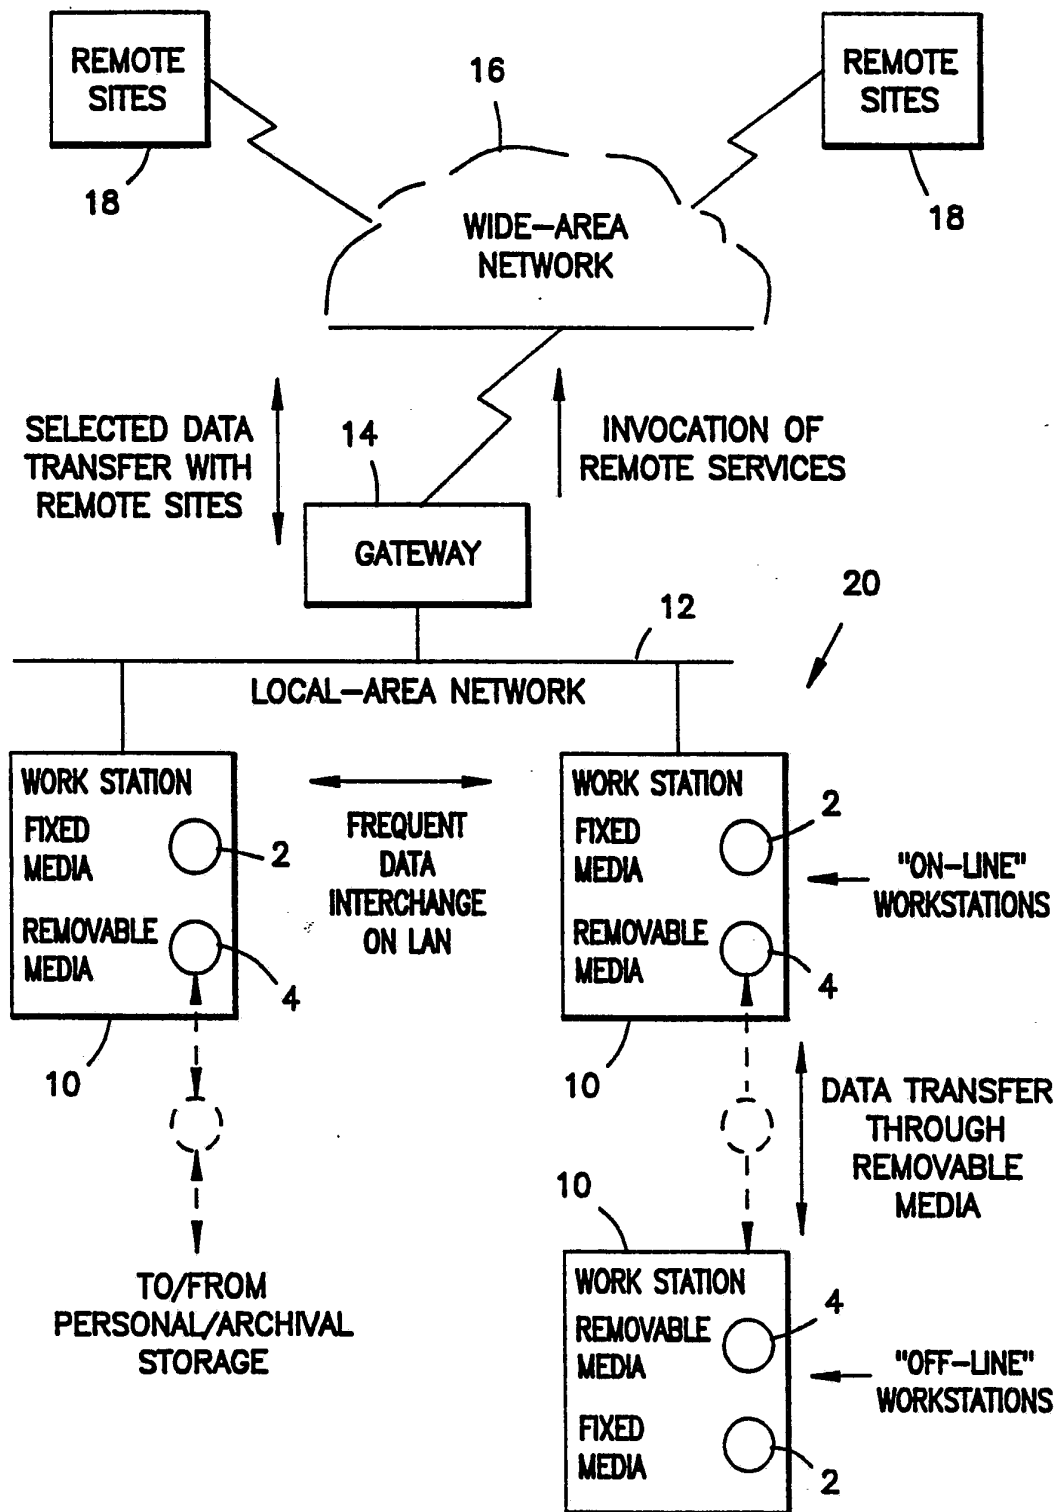 REMOTE
SITES
18
16
REMOTE
SITES
18
WIDE-AREA
NETWORK
SELECTED DATA
TRANSFER WITH
REMOTE SITES
14
INVOCATION OF
REMOTE SERVICES
GATEWAY
12
20
LOCAL-AREA NETWORK
WORK STATION
FIXED
MEDIA
2
REMOVABLE
MEDIA
4
10
FREQUENT
DATA
INTERCHANGE
ON LAN
WORK STATION
FIXED
MEDIA
2
REMOVABLE
MEDIA
4
10
"ON-LINE"
WORKSTATIONS
DATA TRANSFER
THROUGH
REMOVABLE
MEDIA
TO/FROM
PERSONAL/ARCHIVAL
STORAGE
10
WORK STATION
REMOVABLE
MEDIA
4
FIXED
MEDIA
2
"OFF-LINE"
WORKSTATIONS